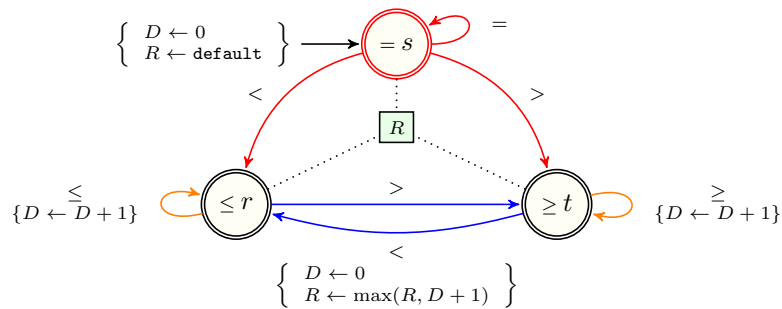 D ← 0
R ← default
= s
=
<
>
R
≤
{D ← D + 1}
≤ r
>
≥ t
≥
{D ← D + 1}
<
D ← 0
R ← max(R, D + 1)